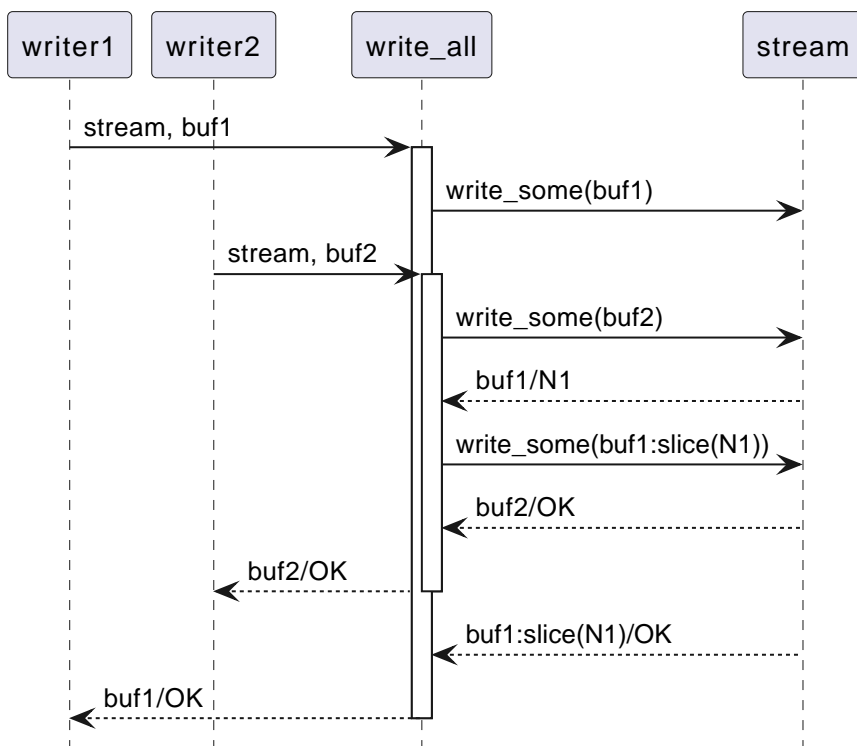 writer1 writer2 write_all stream
stream, buf1
write_some(buf1)
stream, buf2
write_some(buf2)
buf1/N1
write_some(buf1:slice(N1))
buf2/OK
buf2/OK
buf1:slice(N1)/OK
buf1/OK